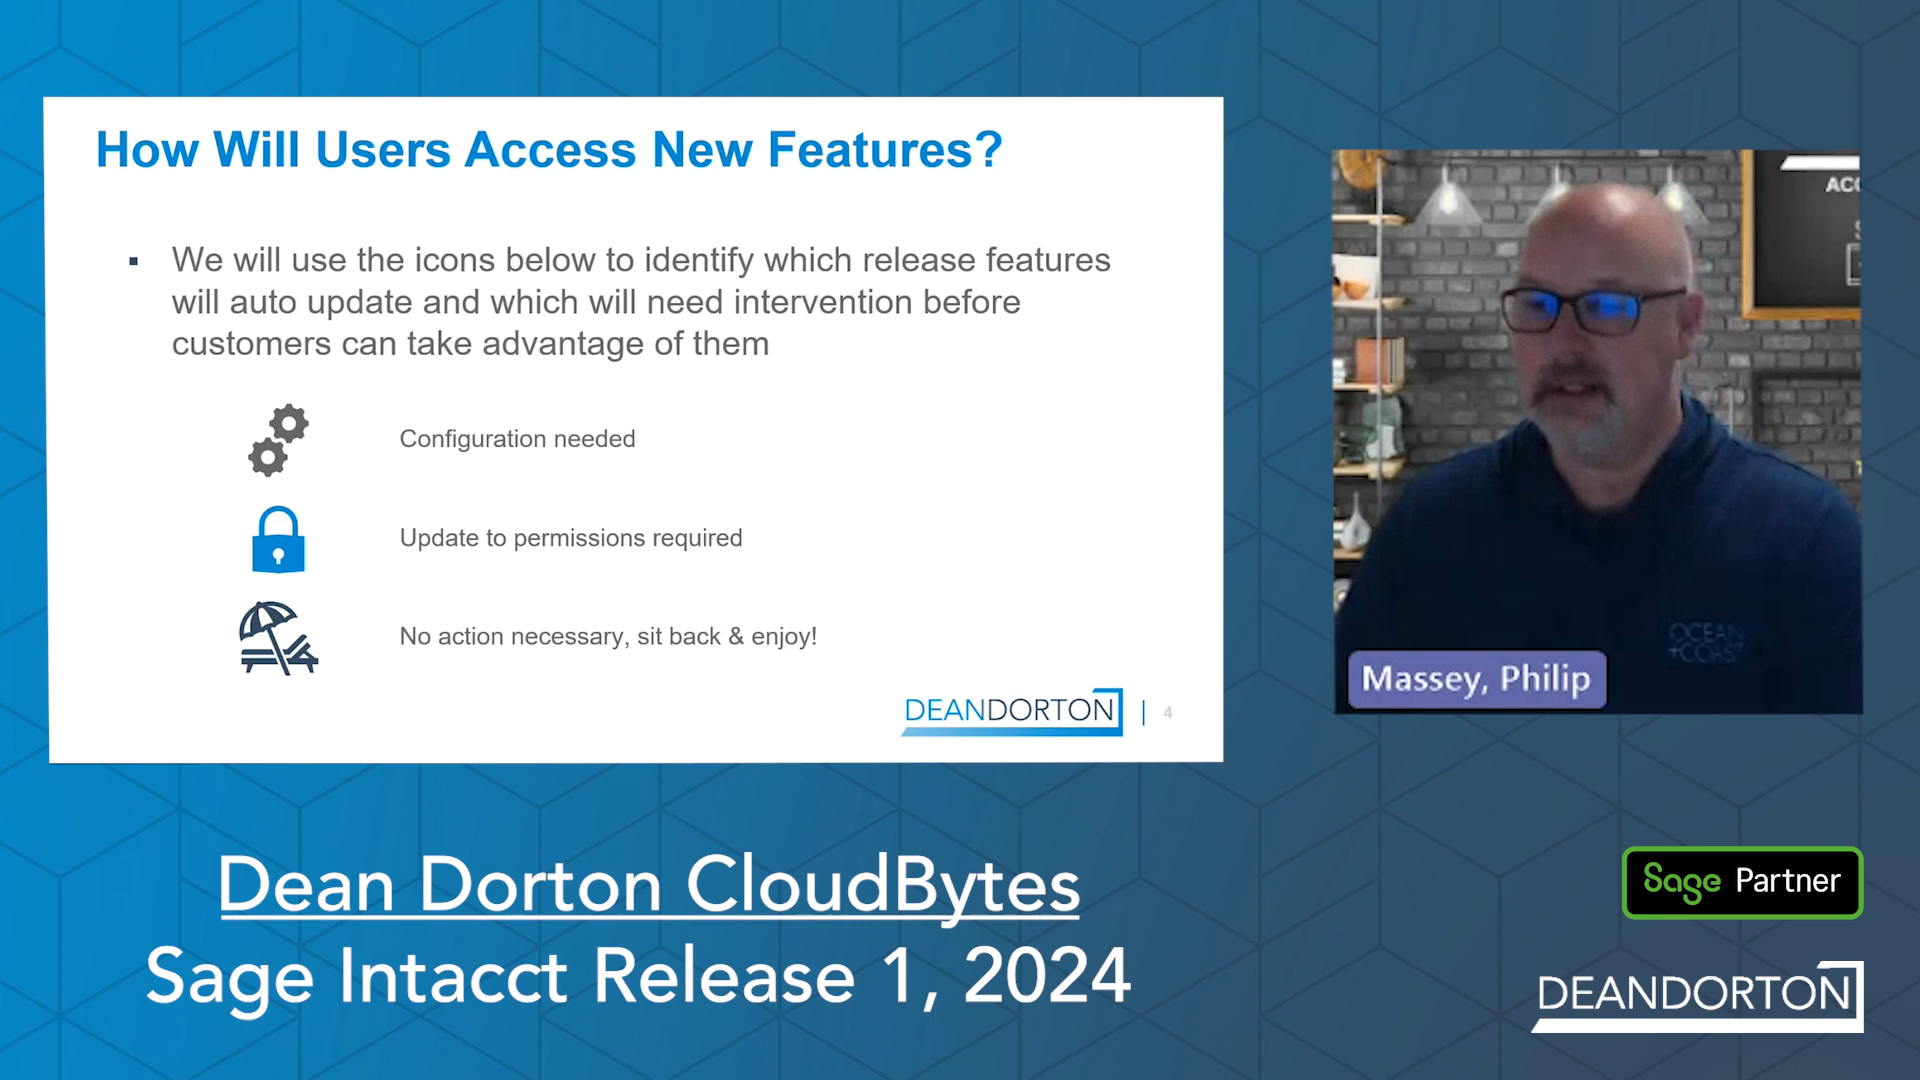 How Will Users Access New Features?
▪ We will use the icons below to identify which release features
will auto update and which will need intervention before
customers can take advantage of them
Configuration needed
Update to permissions required
No action necessary, sit back & enjoy!
DEANDORTON | 4
ACC
OCEAN
+COAST
Massey, Philip
Dean Dorton CloudBytes
Sage Intacct Release 1, 2024
Sage Partner
DEANDORTON